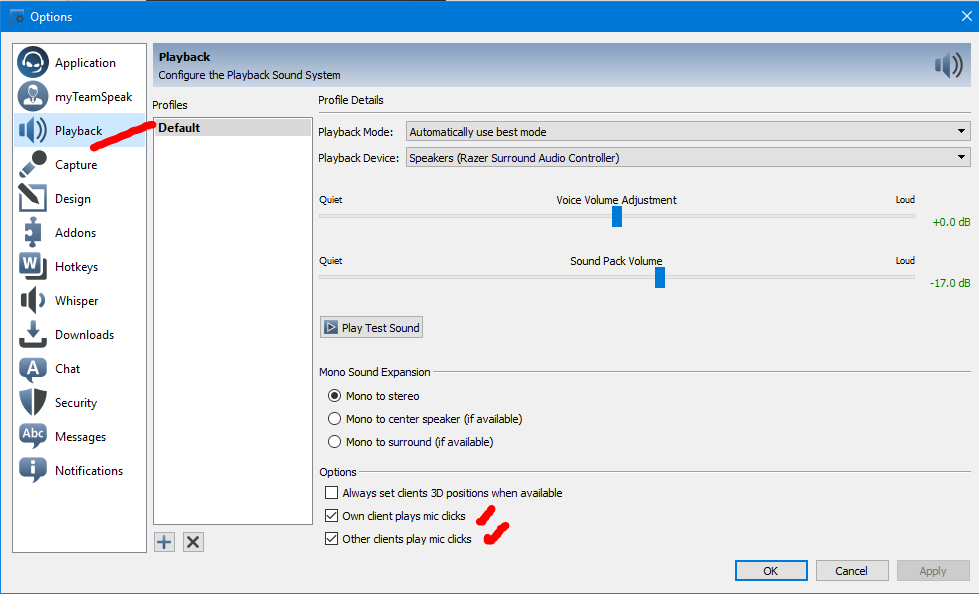 Options
Application
myTeamSpeak
Playback
Capture
Design
Addons
Hotkeys
Whisper
Downloads
Chat
Security
Messages
Notifications
Playback
Configure the Playback Sound System
Profiles
Default
Profile Details
Playback Mode: Automatically use best mode
Playback Device: Speakers (Razer Surround Audio Controller)
Quiet Voice Volume Adjustment Loud
+0.0 dB
Quiet Sound Pack Volume Loud
-17.0 dB
Play Test Sound
Mono Sound Expansion
Mono to stereo
Mono to center speaker (if available)
Mono to surround (if available)
Options
Always set clients 3D positions when available
Own client plays mic clicks
Other clients play mic clicks
OK Cancel Apply
W
A
Abc